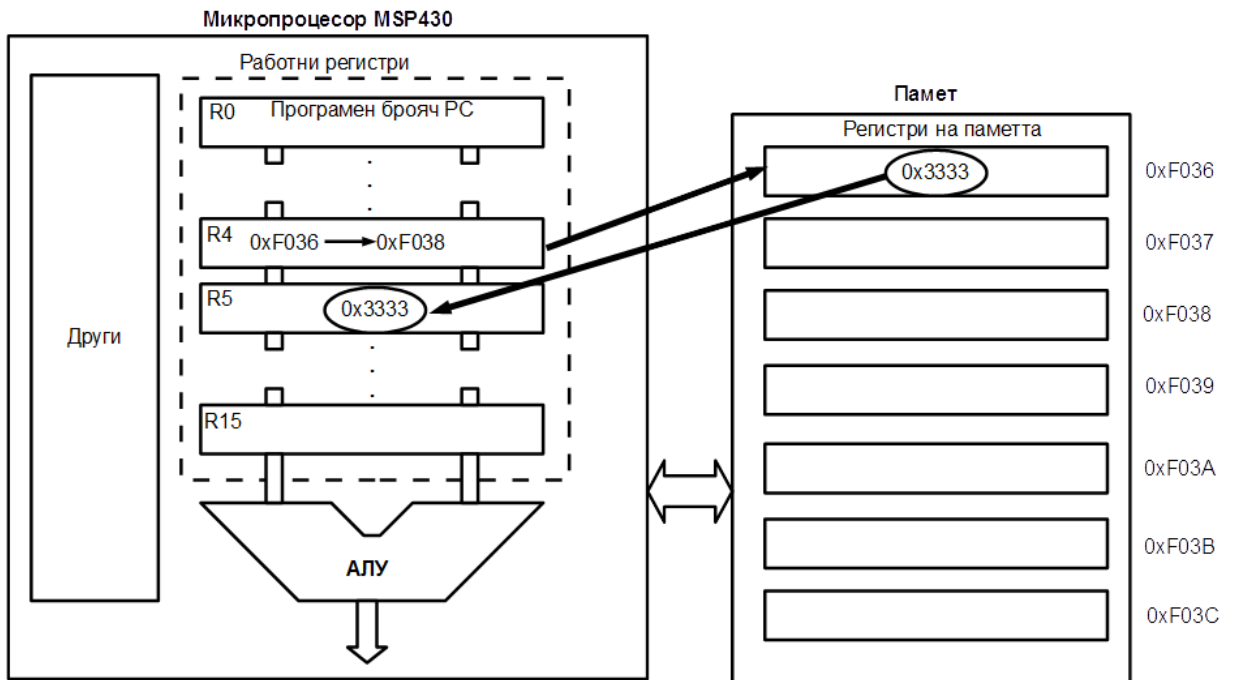 Микропроцесор MSP430
Работни регистри
R0 Програмен брояч PC
R4 0xF036 0xF038
R5 0x3333
R15
Други
АЛУ
Памет
Регистри на паметта
0x3333 0xF036
0xF037
0xF038
0xF039
0xF03A
0xF03B
0xF03C